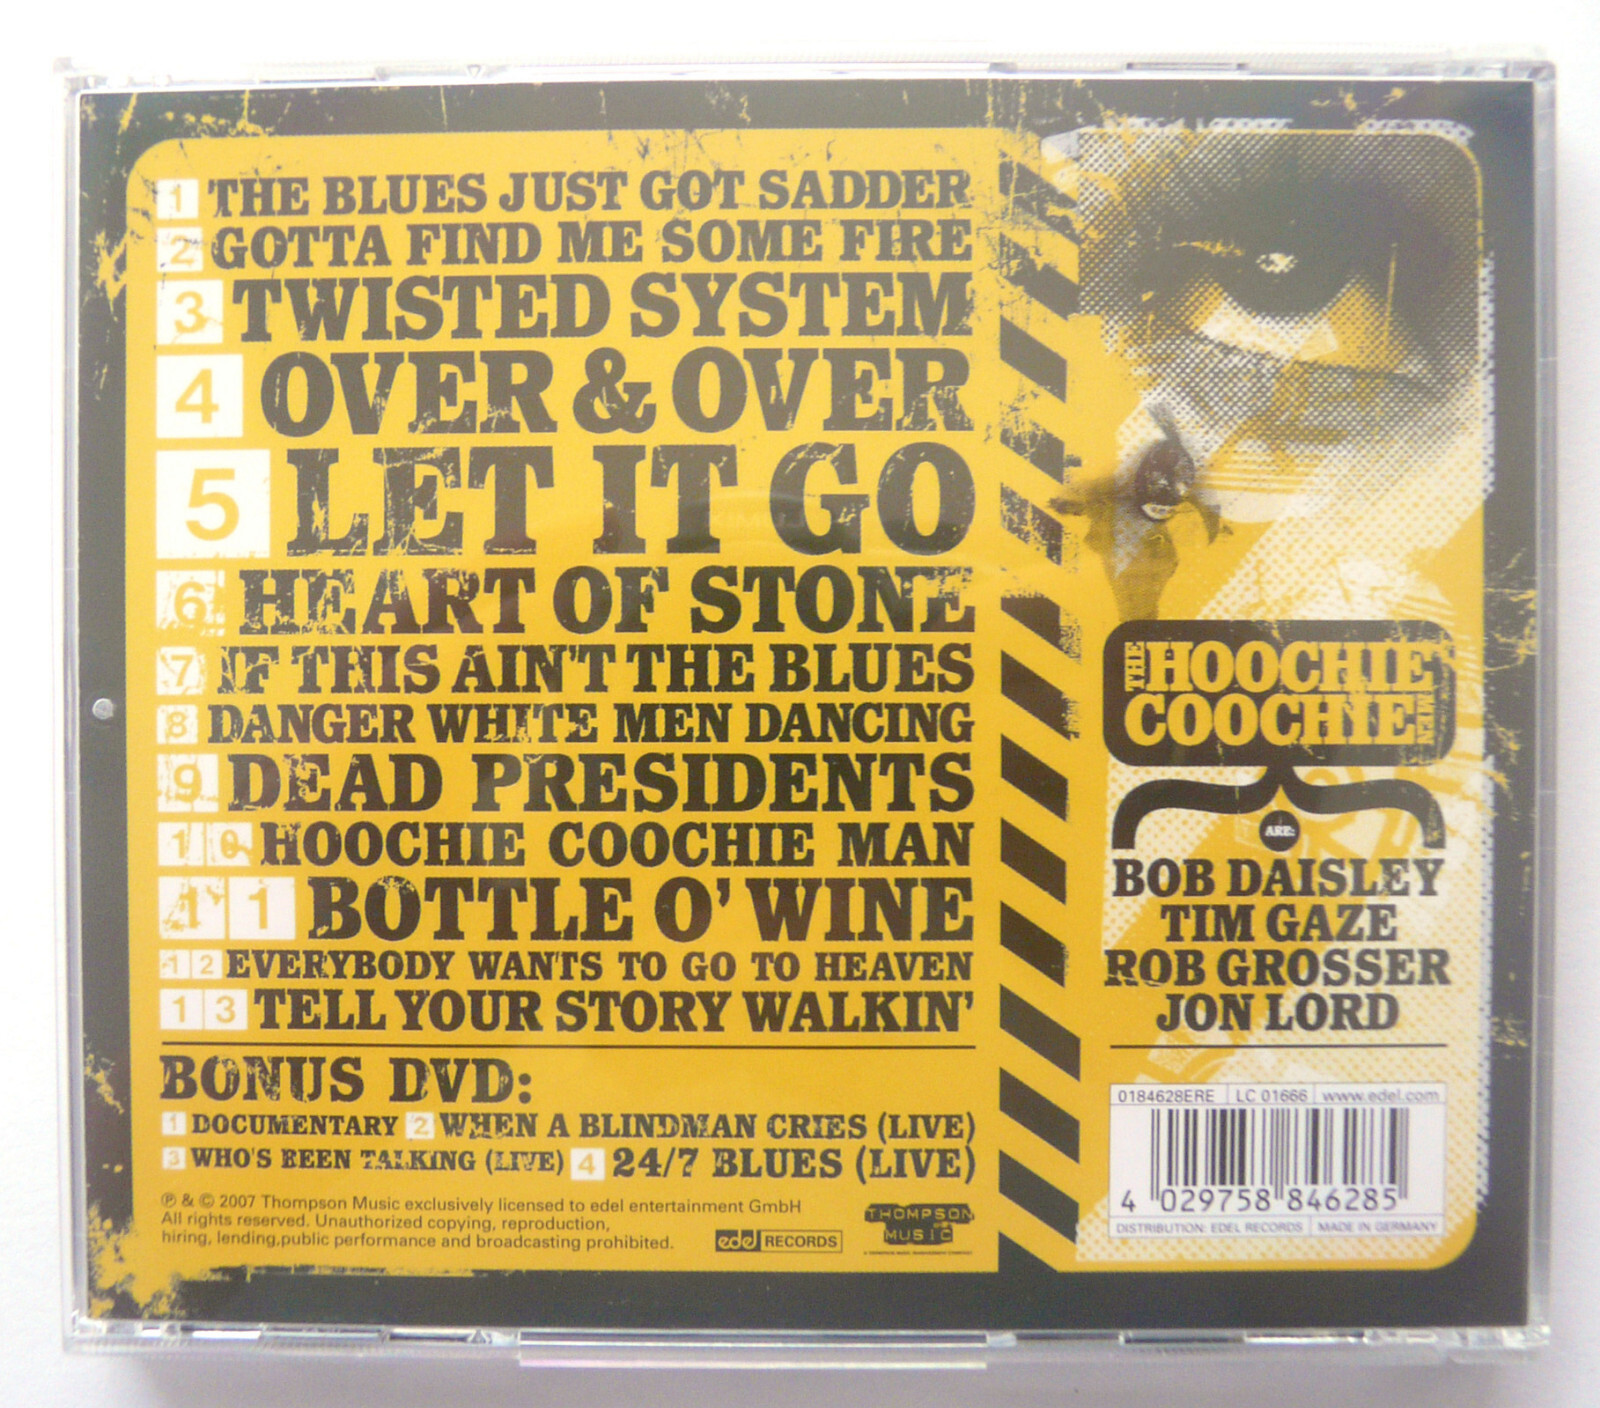 1 THE BLUES JUST GOT SADDER
2 GOTTA FIND ME SOME FIRE
3 TWISTED SYSTEM
4 OVER & OVER
5 LET IT GO
6 HEART OF STONE
7 IF THIS AIN'T THE BLUES
8 DANGER WHITE MEN DANCING
9 DEAD PRESIDENTS
10 HOOCHIE COOCHIE MAN
11 BOTTLE O' WINE
12 EVERYBODY WANTS TO GO TO HEAVEN
13 TELL YOUR STORY WALKIN'
BONUS DVD:
1 DOCUMENTARY 2 WHEN A BLINDMAN CRIES (LIVE)
3 WHO'S BEEN TALKING (LIVE) 4 24/7 BLUES (LIVE)
℗ & © 2007 Thompson Music exclusively licensed to edel entertainment GmbH
All rights reserved. Unauthorized copying, reproduction,
hiring, lending,public performance and broadcasting prohibited.
edel RECORDS
THOMPSON
MUSIC
THE HOOCHIE
COOCHIE MEN
ARE:
BOB DAISLEY
TIM GAZE
ROB GROSSER
JON LORD
0184628ERE LC 01666 www.edel.com
4 029758 846285
DISTRIBUTION: EDEL RECORDS MADE IN GERMANY